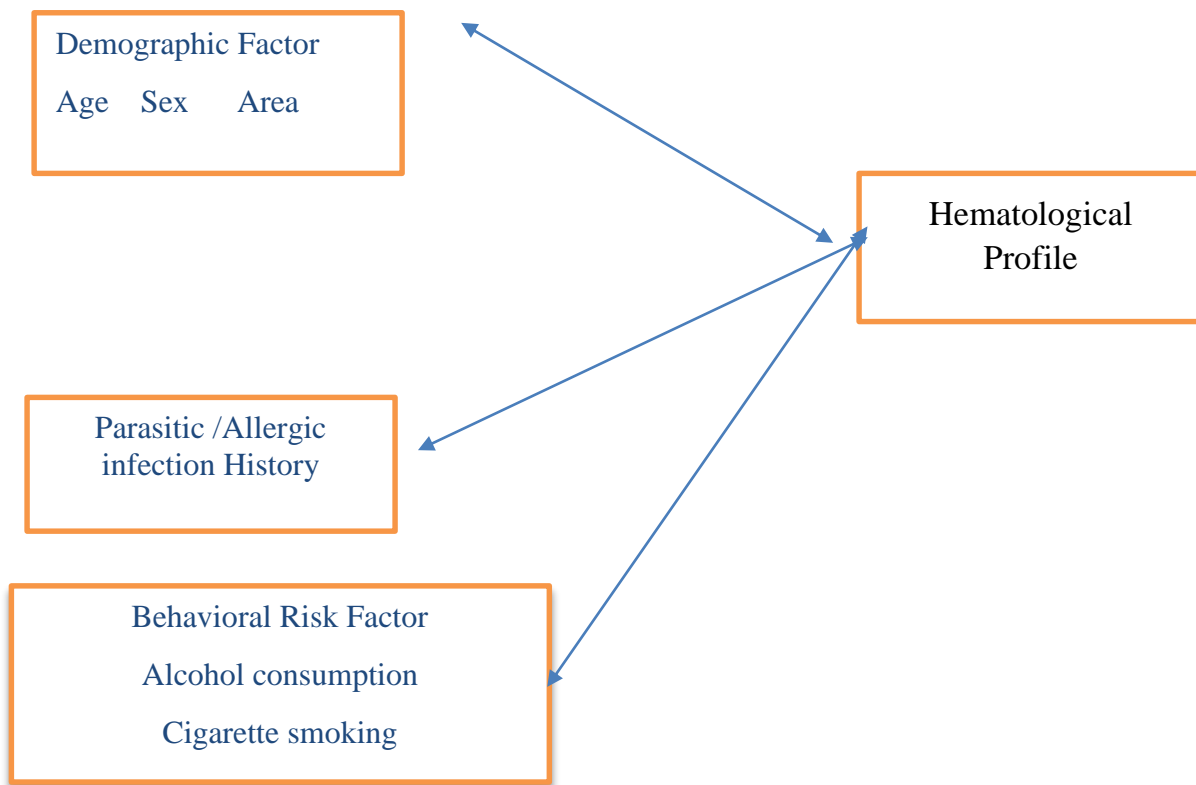 Demographic Factor
Age Sex Area
Hematological
Profile
Parasitic /Allergic
infection History
Behavioral Risk Factor
Alcohol consumption
Cigarette smoking